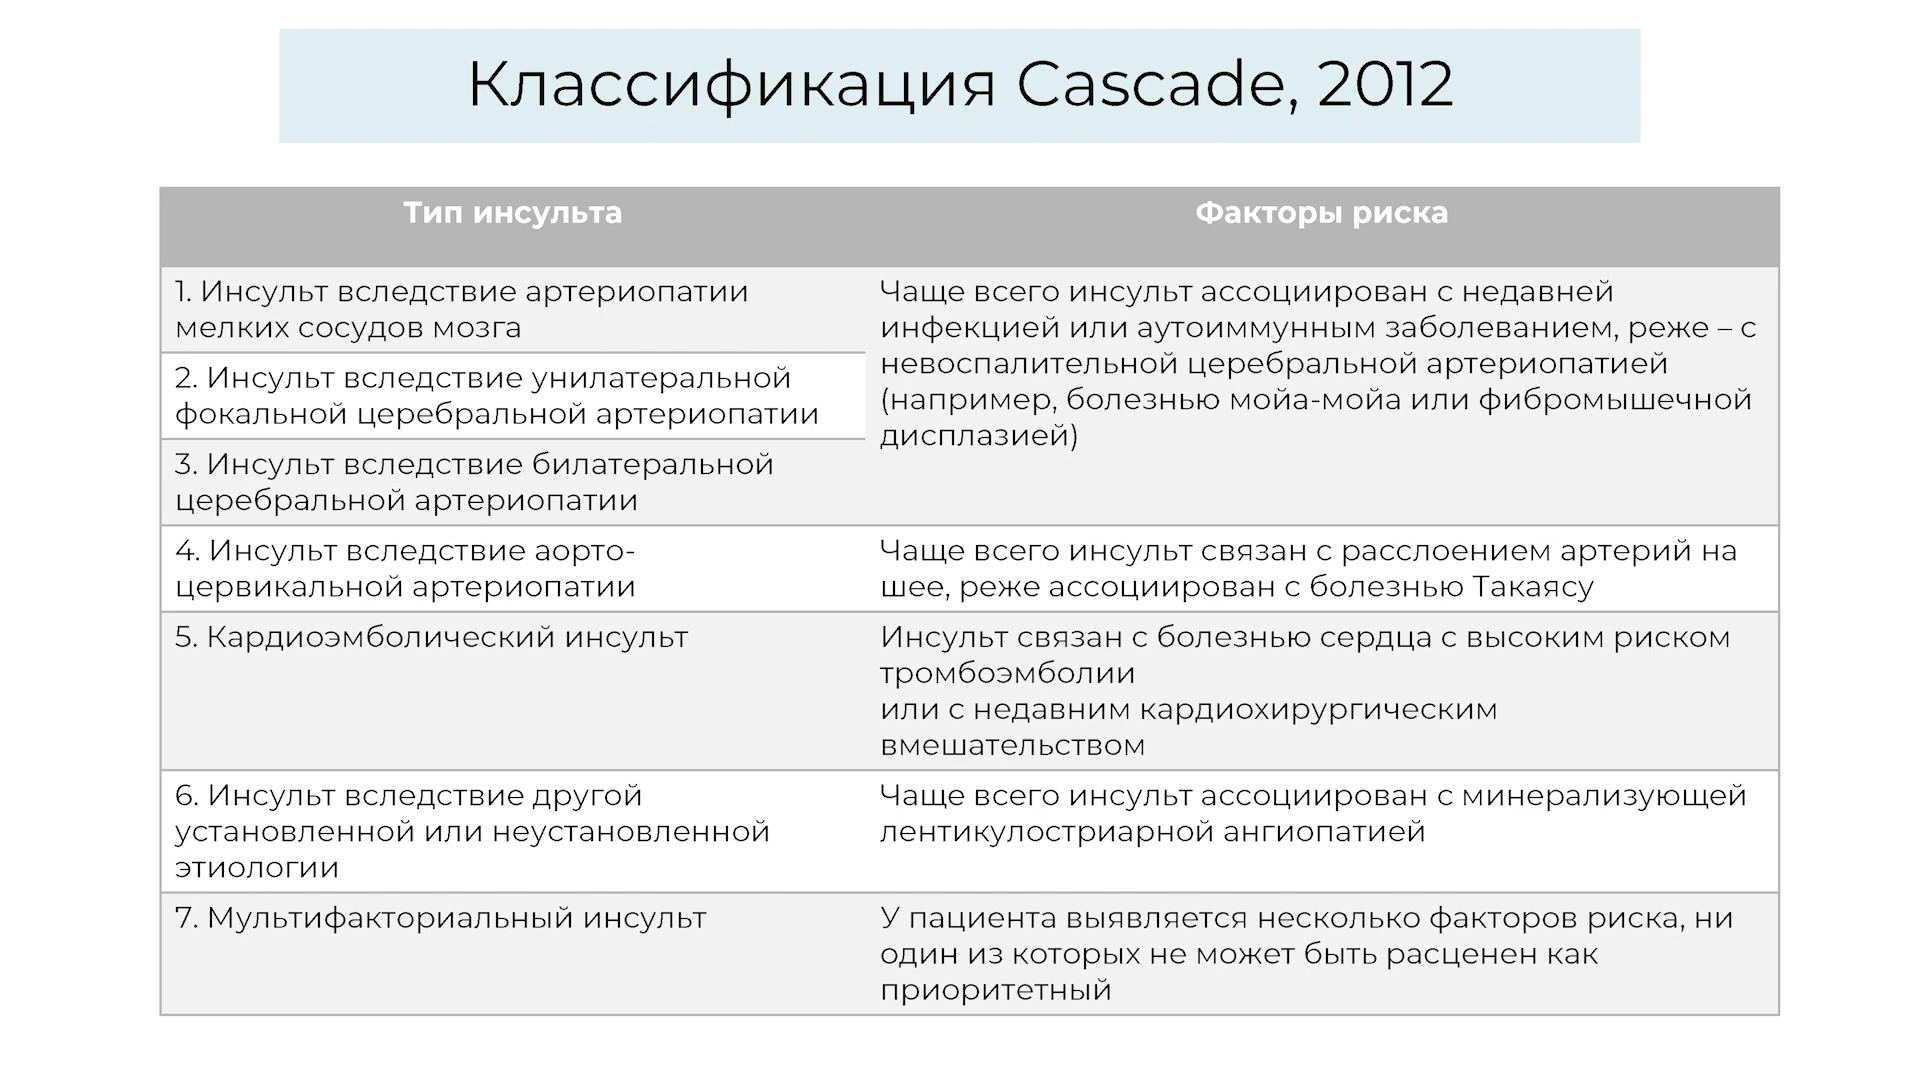 Классификация Cascade, 2012
Тип инсульта
Факторы риска
1. Инсульт вследствие артериопатии
мелких сосудов мозга
2. Инсульт вследствие унилатеральной
фокальной церебральной артериопатии
3. Инсульт вследствие билатеральной
церебральной артериопатии
Чаще всего инсульт ассоциирован с недавней
инфекцией или аутоиммунным заболеванием, реже – с
невоспалительной церебральной артериопатией
(например, болезнью мойа-мойа или фибромышечной
дисплазией)
4. Инсульт вследствие аорто-
цервикальной артериопатии
Чаще всего инсульт связан с расслоением артерий на
шее, реже ассоциирован с болезнью Такаясу
5. Кардиоэмболический инсульт
Инсульт связан с болезнью сердца с высоким риском
тромбоэмболии
или с недавним кардиохирургическим
вмешательством
6. Инсульт вследствие другой
установленной или неустановленной
этиологии
Чаще всего инсульт ассоциирован с минерализующей
лентикулостриарной ангиопатией
7. Мультифакториальный инсульт
У пациента выявляется несколько факторов риска, ни
один из которых не может быть расценен как
приоритетный